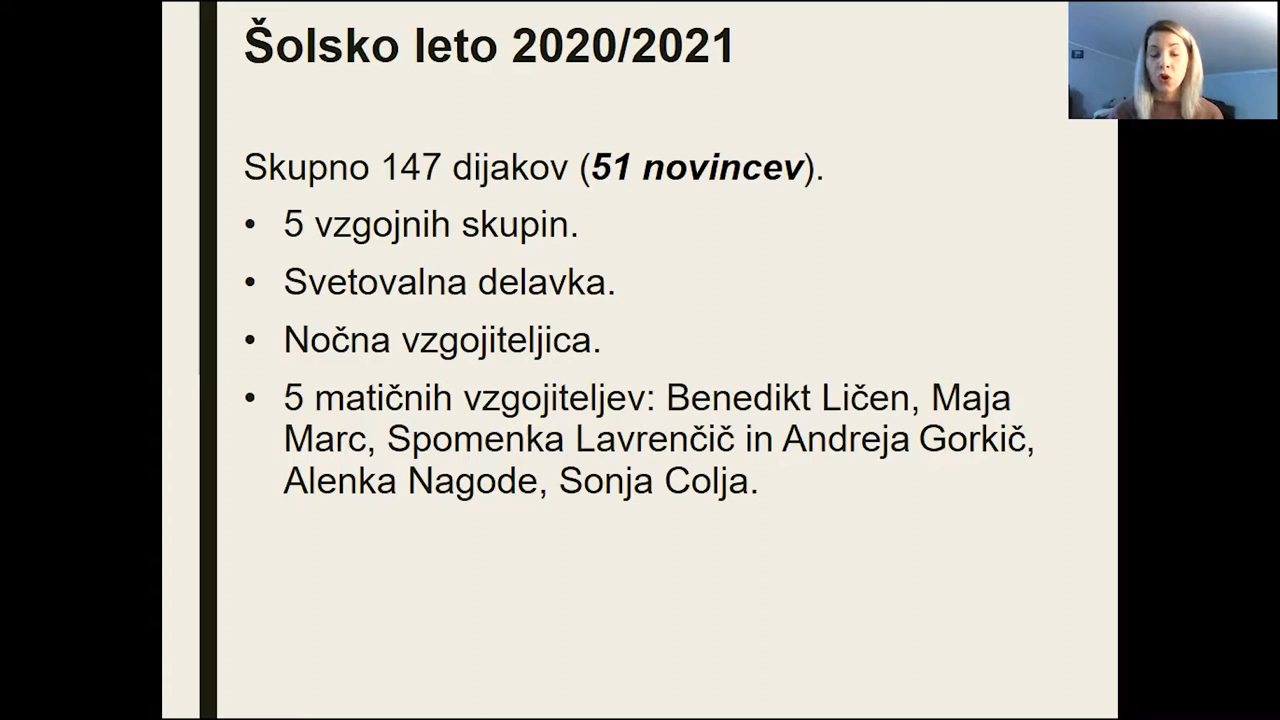 Šolsko leto 2020/2021
Skupno 147 dijakov (51 novincev).
• 5 vzgojnih skupin.
• Svetovalna delavka.
• Nočna vzgojiteljica.
• 5 matičnih vzgojiteljev: Benedikt Ličen, Maja
Marc, Spomenka Lavrenčič in Andreja Gorkič,
Alenka Nagode, Sonja Colja.